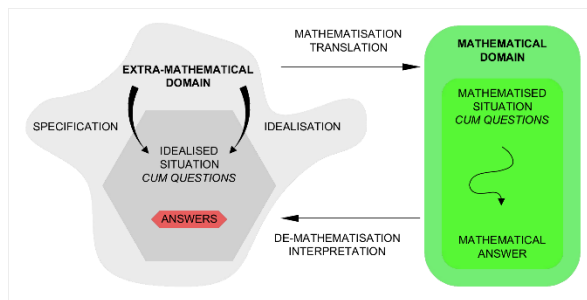 MATHEMATISATION
TRANSLATION
EXTRA-MATHEMATICAL
DOMAIN
SPECIFICATION
IDEALISATION
IDEALISED
SITUATION
CUM QUESTIONS
ANSWERS
DE-MATHEMATISATION
INTERPRETATION
MATHEMATICAL
DOMAIN
MATHEMATISED
SITUATION
CUM QUESTIONS
MATHEMATICAL
ANSWER